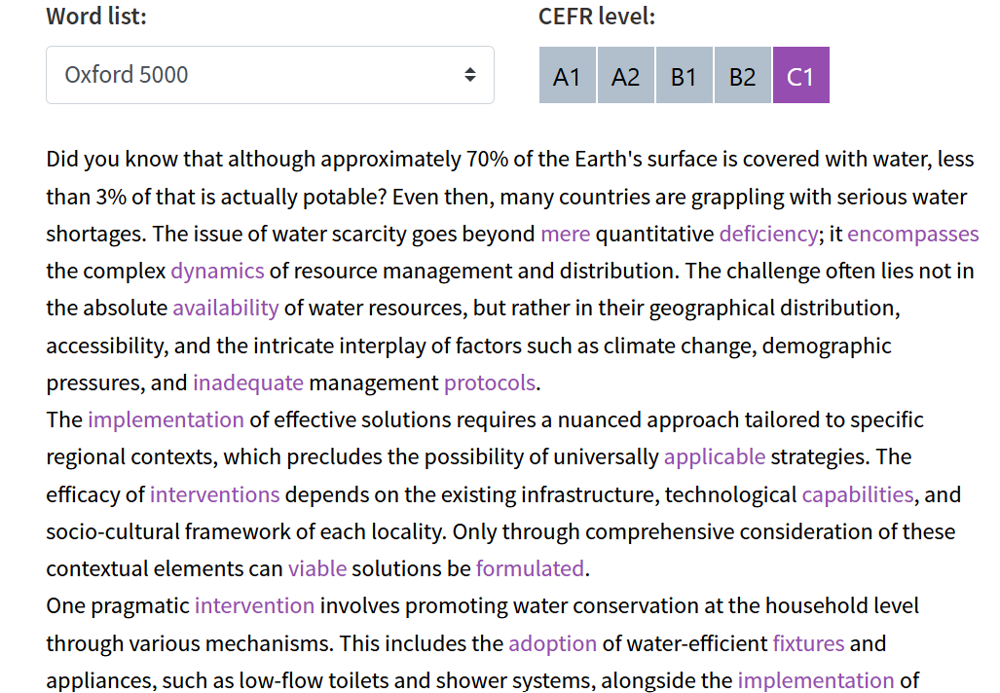 Word list:
CEFR level:
Oxford 5000
A1 A2 B1 B2 C1
Did you know that although approximately 70% of the Earth's surface is covered with water, less
than 3% of that is actually potable? Even then, many countries are grappling with serious water
shortages. The issue of water scarcity goes beyond mere quantitative deficiency; it encompasses
the complex dynamics of resource management and distribution. The challenge often lies not in
the absolute availability of water resources, but rather in their geographical distribution,
accessibility, and the intricate interplay of factors such as climate change, demographic
pressures, and inadequate management protocols.
The implementation of effective solutions requires a nuanced approach tailored to specific
regional contexts, which precludes the possibility of universally applicable strategies. The
efficacy of interventions depends on the existing infrastructure, technological capabilities, and
socio-cultural framework of each locality. Only through comprehensive consideration of these
contextual elements can viable solutions be formulated.
One pragmatic intervention involves promoting water conservation at the household level
through various mechanisms. This includes the adoption of water-efficient fixtures and
appliances, such as low-flow toilets and shower systems, alongside the implementation of